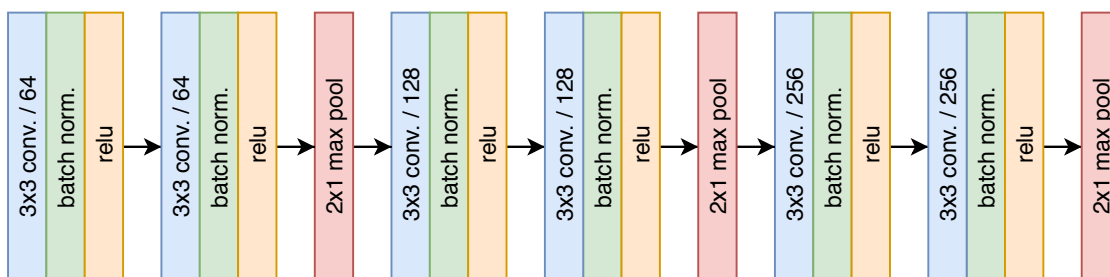 3x3 conv. / 64
batch norm.
relu
3x3 conv. / 64
batch norm.
relu
2x1 max pool
3x3 conv. / 128
batch norm.
relu
3x3 conv. / 128
batch norm.
relu
2x1 max pool
3x3 conv. / 256
batch norm.
relu
3x3 conv. / 256
batch norm.
relu
2x1 max pool